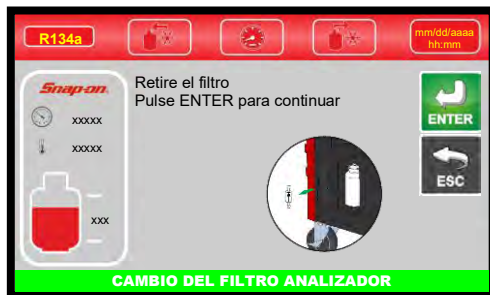 R134a
mm/dd/aaaa
hh:mm
Snap-on
xxxxx
xxxxx
xxx
Retire el filtro
Pulse ENTER para continuar
ENTER
ESC
CAMBIO DEL FILTRO ANALIZADOR